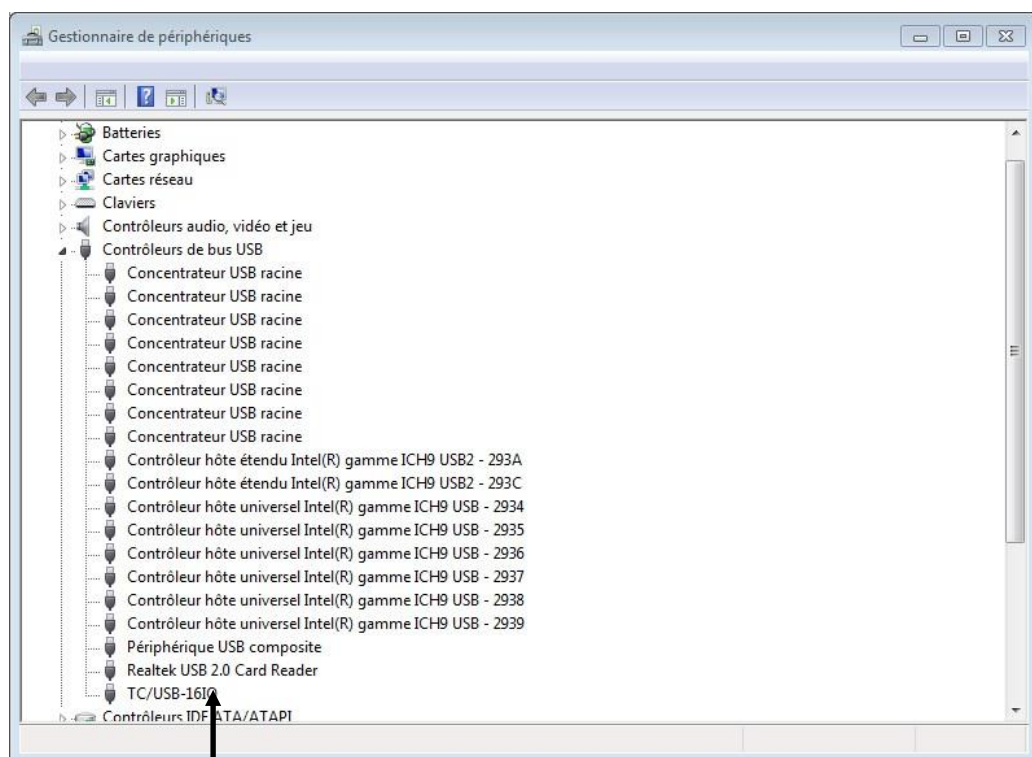 Gestionnaire de périphériques
Batteries
Cartes graphiques
Cartes réseau
Claviers
Contrôleurs audio, vidéo et jeu
Contrôleurs de bus USB
Concentrateur USB racine
Concentrateur USB racine
Concentrateur USB racine
Concentrateur USB racine
Concentrateur USB racine
Concentrateur USB racine
Concentrateur USB racine
Concentrateur USB racine
Contrôleur hôte étendu Intel(R) gamme ICH9 USB2 - 293A
Contrôleur hôte étendu Intel(R) gamme ICH9 USB2 - 293C
Contrôleur hôte universel Intel(R) gamme ICH9 USB - 2934
Contrôleur hôte universel Intel(R) gamme ICH9 USB - 2935
Contrôleur hôte universel Intel(R) gamme ICH9 USB - 2936
Contrôleur hôte universel Intel(R) gamme ICH9 USB - 2937
Contrôleur hôte universel Intel(R) gamme ICH9 USB - 2938
Contrôleur hôte universel Intel(R) gamme ICH9 USB - 2939
Périphérique USB composite
Realtek USB 2.0 Card Reader
TC/USB-16IO
Contrôleurs IDE ATA/ATAPI